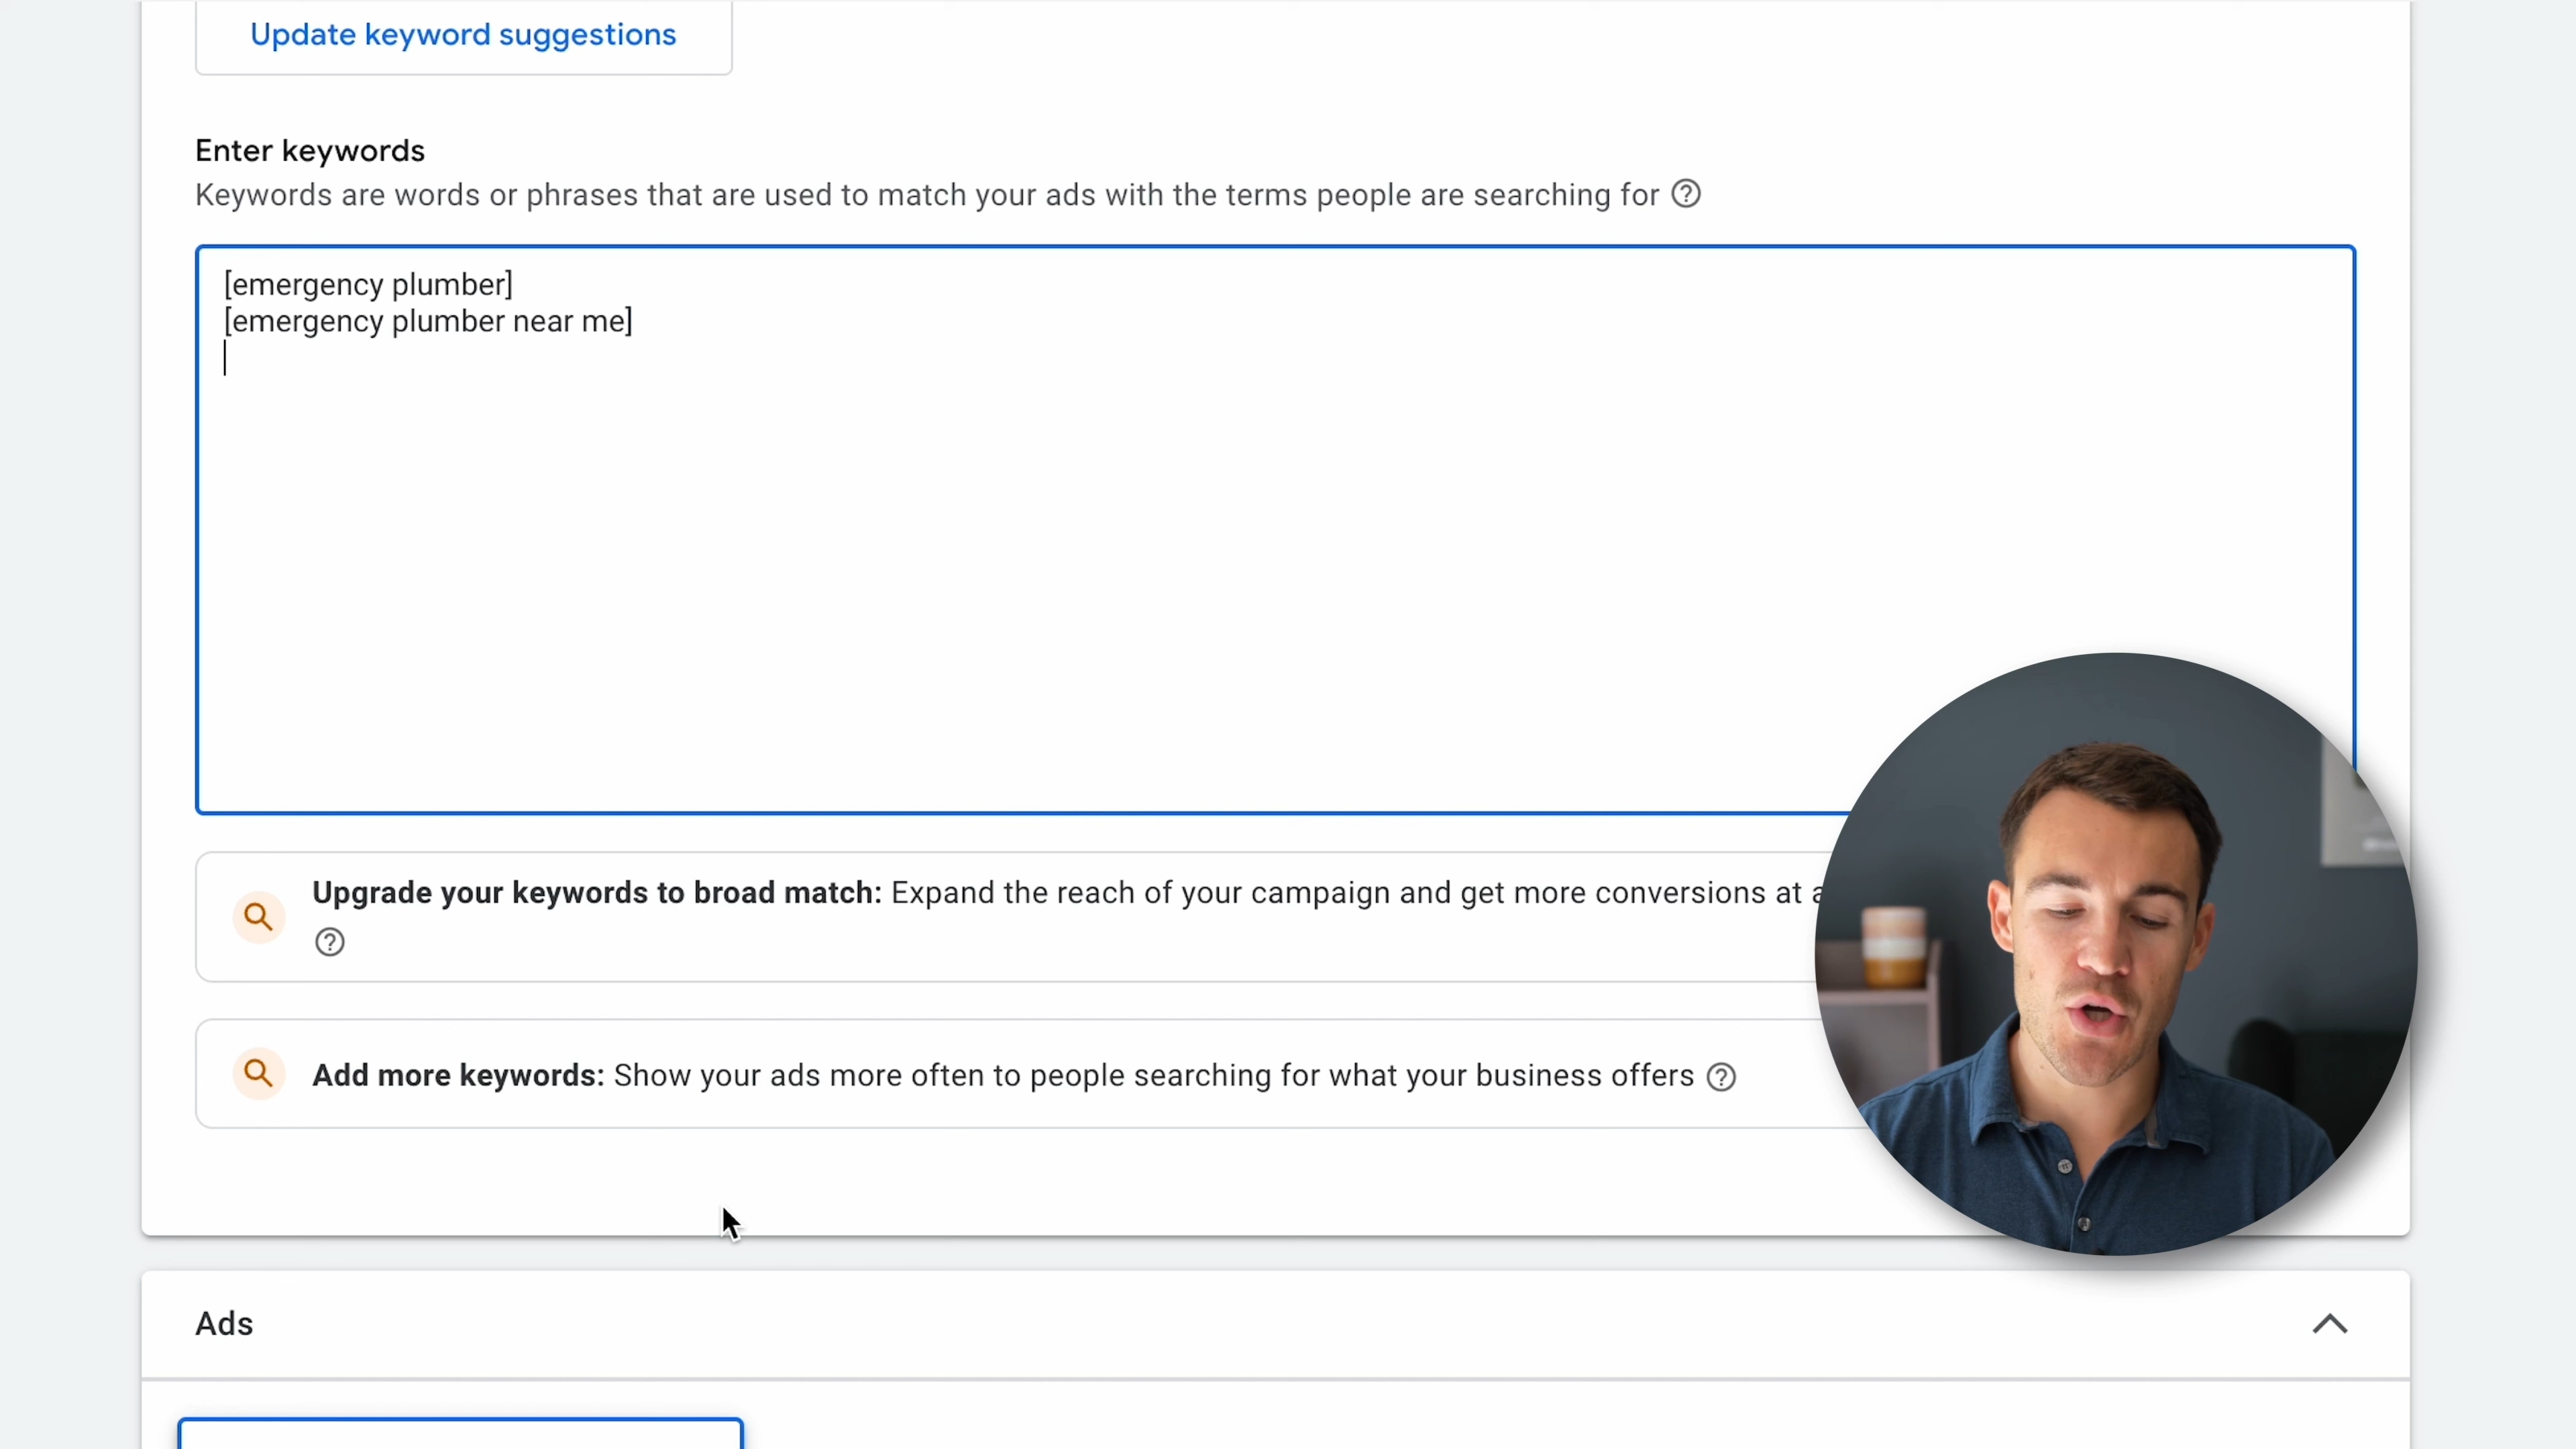 Update keyword suggestions
Enter keywords
Keywords are words or phrases that are used to match your ads with the terms people are searching for
[emergency plumber]
[emergency plumber near me]
Upgrade your keywords to broad match: Expand the reach of your campaign and get more conversions at
Add more keywords: Show your ads more often to people searching for what your business offers
Ads